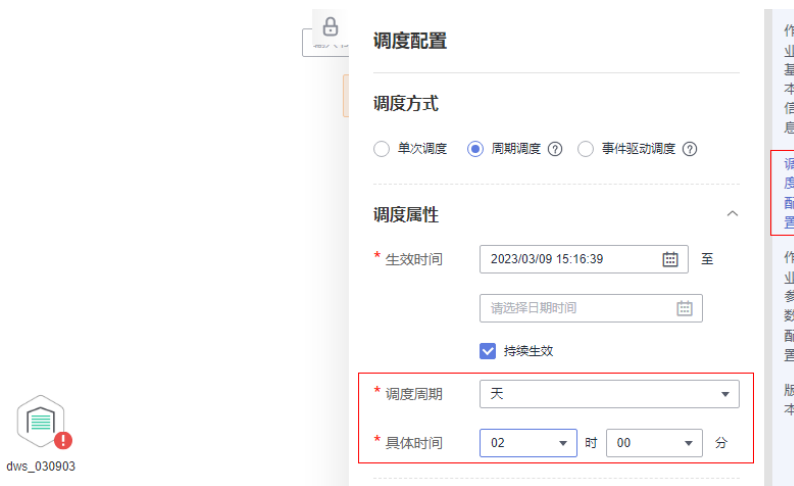 调度配置
调度方式
单次调度 周期调度 事件驱动调度
调度属性
* 生效时间 2023/03/09 15:16:39 至
请选择日期时间
持续生效
* 调度周期 天
* 具体时间 02 时 00 分
dws_030903
作业基本信息
调度配置
作业参数配置
版本